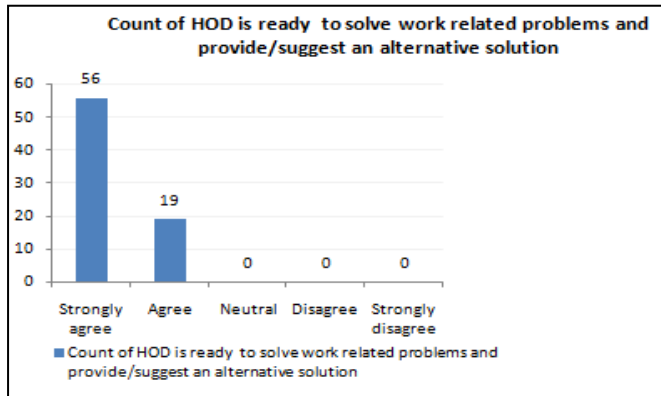 Count of HOD is ready to solve work related problems and
provide/suggest an alternative solution
60
50
40
30
20
10
0
56
19
0
0
0
Strongly agree
Agree
Neutral
Disagree
Strongly disagree
Count of HOD is ready to solve work related problems and
provide/suggest an alternative solution